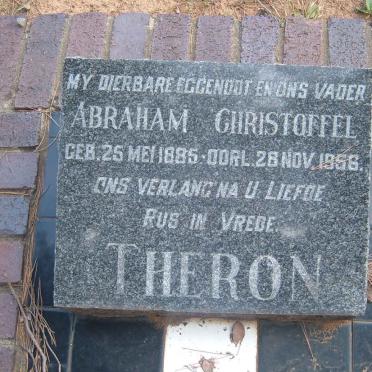 MY DIERBARE EGGENOOT EN ONS VADER
ABRAHAM CHRISTOFFEL
GEB. 25 MEI 1885 - OORL. 28 NOV. 1956.
ONS VERLANG NA U LIEFDE
RUS IN VREDE.
THERON